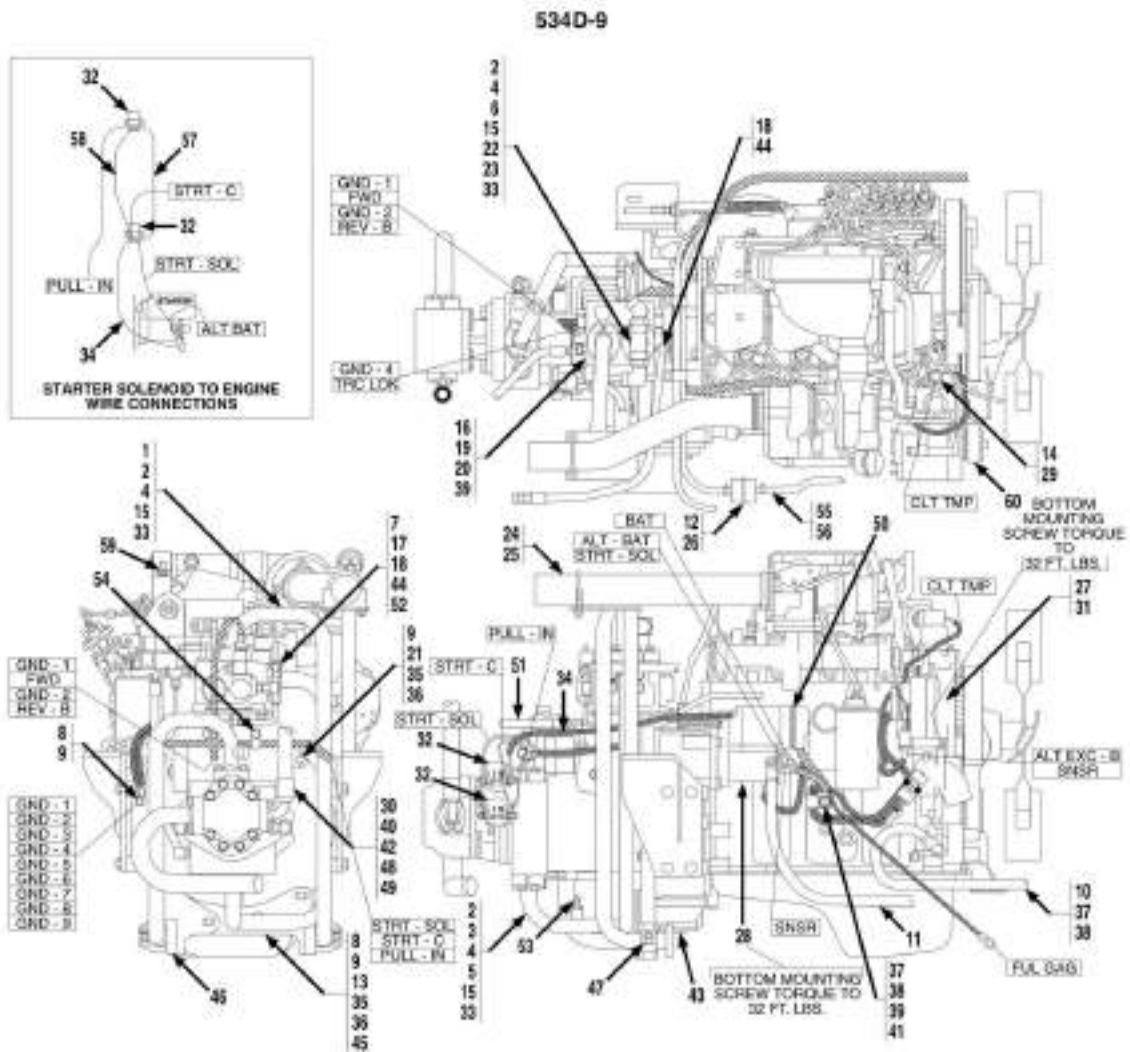 534D-9
32
58
57
STRT - C
32
STRT - SOL
PULL - IN
ALT BAT
34
STARTER SOLENOID TO ENGINE
WIRE CONNECTIONS
2
4
6
15
22
23
33
18
44
GND - 1
FWD
GND - 2
REV - B
GND - 4
TRC LOK
16
19
20
39
14
29
CLT TMP
60
12
26
55
56
1
2
4
15
33
7
17
18
44
52
59
54
9
21
35
36
GND - 1
FWD
GND - 2
REV - B
8
9
GND - 1
GND - 2
GND - 3
GND - 4
GND - 5
GND - 6
GND - 7
GND - 8
GND - 9
30
40
42
48
49
STRT - SOL
STRT - C
PULL - IN
46
8
9
13
35
36
45
24
25
BAT
ALT - BAT
STRT - SOL
50
BOTTOM
MOUNTING
SCREW TORQUE
TO
32 FT. LBS.
CLT TMP
27
31
PULL - IN
STRT - C
51
34
STRT - SOL
32
32
ALT EXC - B
SNSR
2
3
4
5
15
33
53
47
43
28
SNSR
11
10
37
38
FUL GAG
BOTTOM MOUNTING
SCREW TORQUE TO
32 FT. LBS.
37
38
39
41